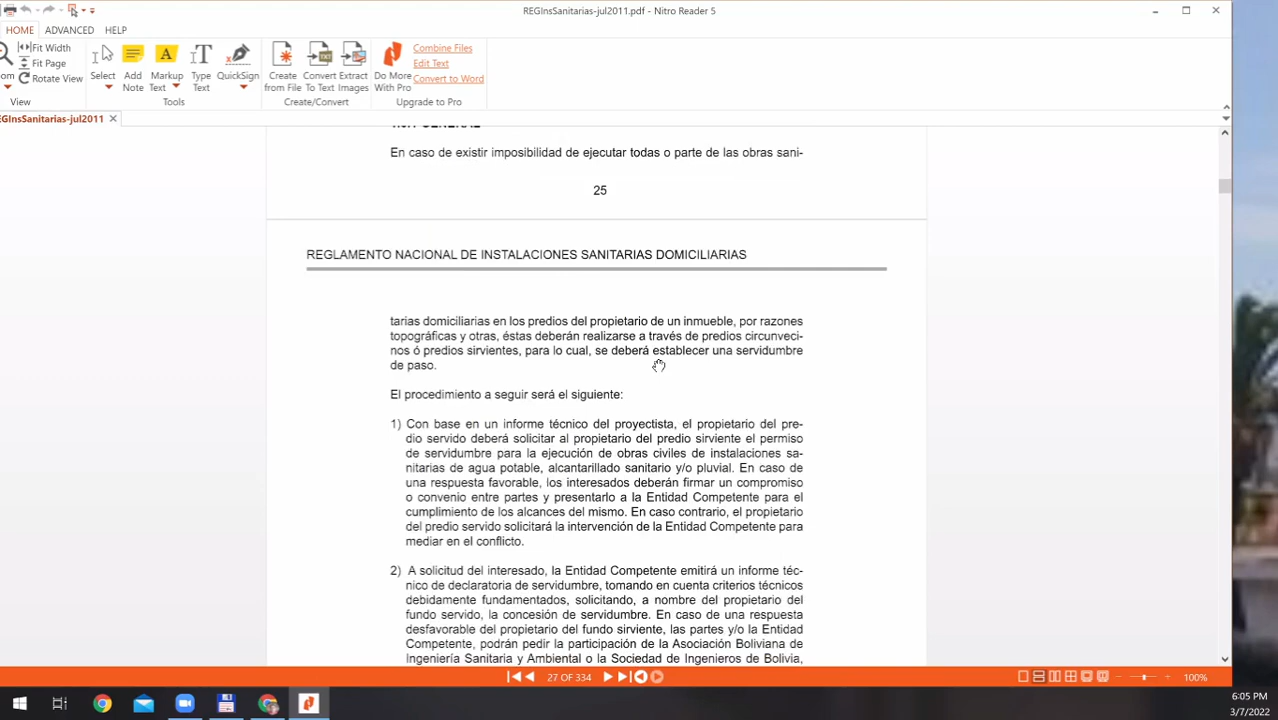 REGInsSanitarias-jul2011.pdf - Nitro Reader 5
HOME ADVANCED HELP
Fit Width
Fit Page
Rotate View
View
Select
Add Note
Markup Text
Type Text
QuickSign
Tools
Create from File
Convert To Text
Extract Images
Create/Convert
Do More With Pro
Combine Files
Edit Text
Convert to Word
Upgrade to Pro
EGInsSanitarias-jul2011
GENERAL
En caso de existir imposibilidad de ejecutar todas o parte de las obras sani-
25
REGLAMENTO NACIONAL DE INSTALACIONES SANITARIAS DOMICILIARIAS
tarias domiciliarias en los predios del propietario de un inmueble, por razones
topográficas y otras, éstas deberán realizarse a través de predios circunveci-
nos ó predios sirvientes, para lo cual, se deberá establecer una servidumbre
de paso.
El procedimiento a seguir será el siguiente:
1) Con base en un informe técnico del proyectista, el propietario del pre-
dio servido deberá solicitar al propietario del predio sirviente el permiso
de servidumbre para la ejecución de obras civiles de instalaciones sa-
nitarias de agua potable, alcantarillado sanitario y/o pluvial. En caso de
una respuesta favorable, los interesados deberán firmar un compromiso
o convenio entre partes y presentarlo a la Entidad Competente para el
cumplimiento de los alcances del mismo. En caso contrario, el propietario
del predio servido solicitará la intervención de la Entidad Competente para
mediar en el conflicto.
2) A solicitud del interesado, la Entidad Competente emitirá un informe téc-
nico de declaratoria de servidumbre, tomando en cuenta criterios técnicos
debidamente fundamentados, solicitando, a nombre del propietario del
fundo servido, la concesión de servidumbre. En caso de una respuesta
desfavorable del propietario del fundo sirviente, las partes y/o la Entidad
Competente, podrán pedir la participación de la Asociación Boliviana de
Ingeniería Sanitaria y Ambiental o la Sociedad de Ingenieros de Bolivia,
27 OF 334
100%
6:05 PM
3/7/2022